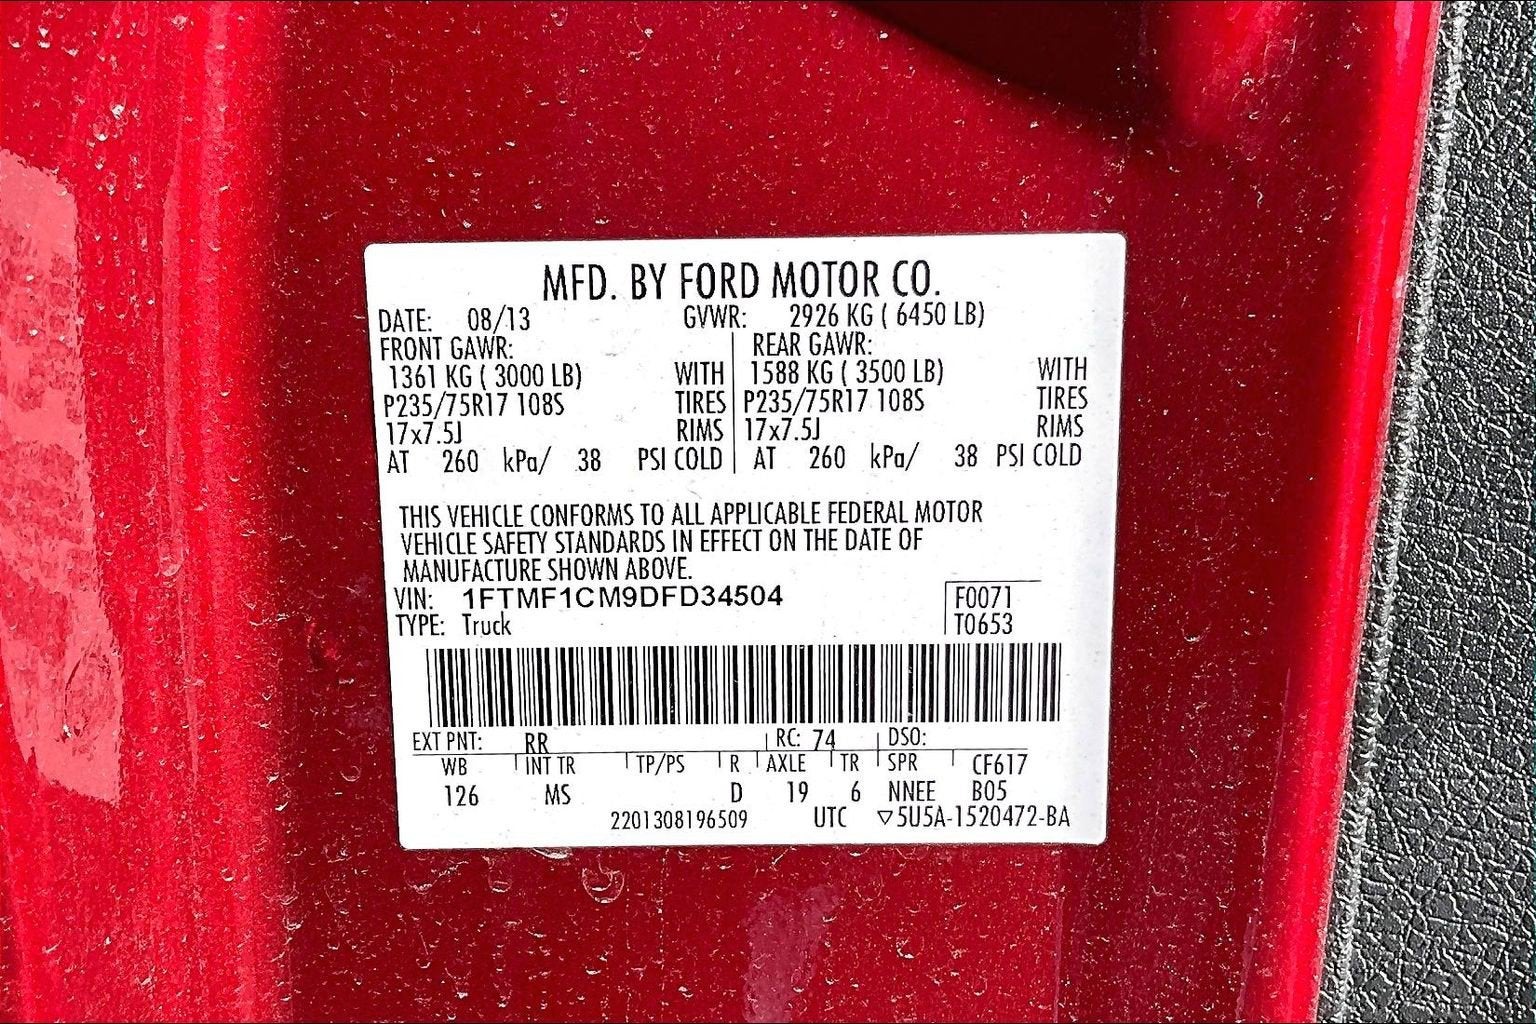 MFD. BY FORD MOTOR CO.
DATE: 08/13 GVWR: 2926 KG ( 6450 LB)
FRONT GAWR: REAR GAWR:
1361 KG ( 3000 LB) WITH 1588 KG ( 3500 LB) WITH
P235/75R17 108S TIRES P235/75R17 108S TIRES
17x7.5J RIMS 17x7.5J RIMS
AT 260 kPa/ 38 PSI COLD AT 260 kPa/ 38 PSI COLD
THIS VEHICLE CONFORMS TO ALL APPLICABLE FEDERAL MOTOR
VEHICLE SAFETY STANDARDS IN EFFECT ON THE DATE OF
MANUFACTURE SHOWN ABOVE.
VIN: 1FTMF1CM9DFD34504 F0071
TYPE: Truck T0653
EXT PNT: RR RC: 74 DSO:
WB INT TR TP/PS R AXLE TR SPR CF617
126 MS D 19 6 NNEE B05
2201308196509 UTC ▽5U5A-1520472-BA